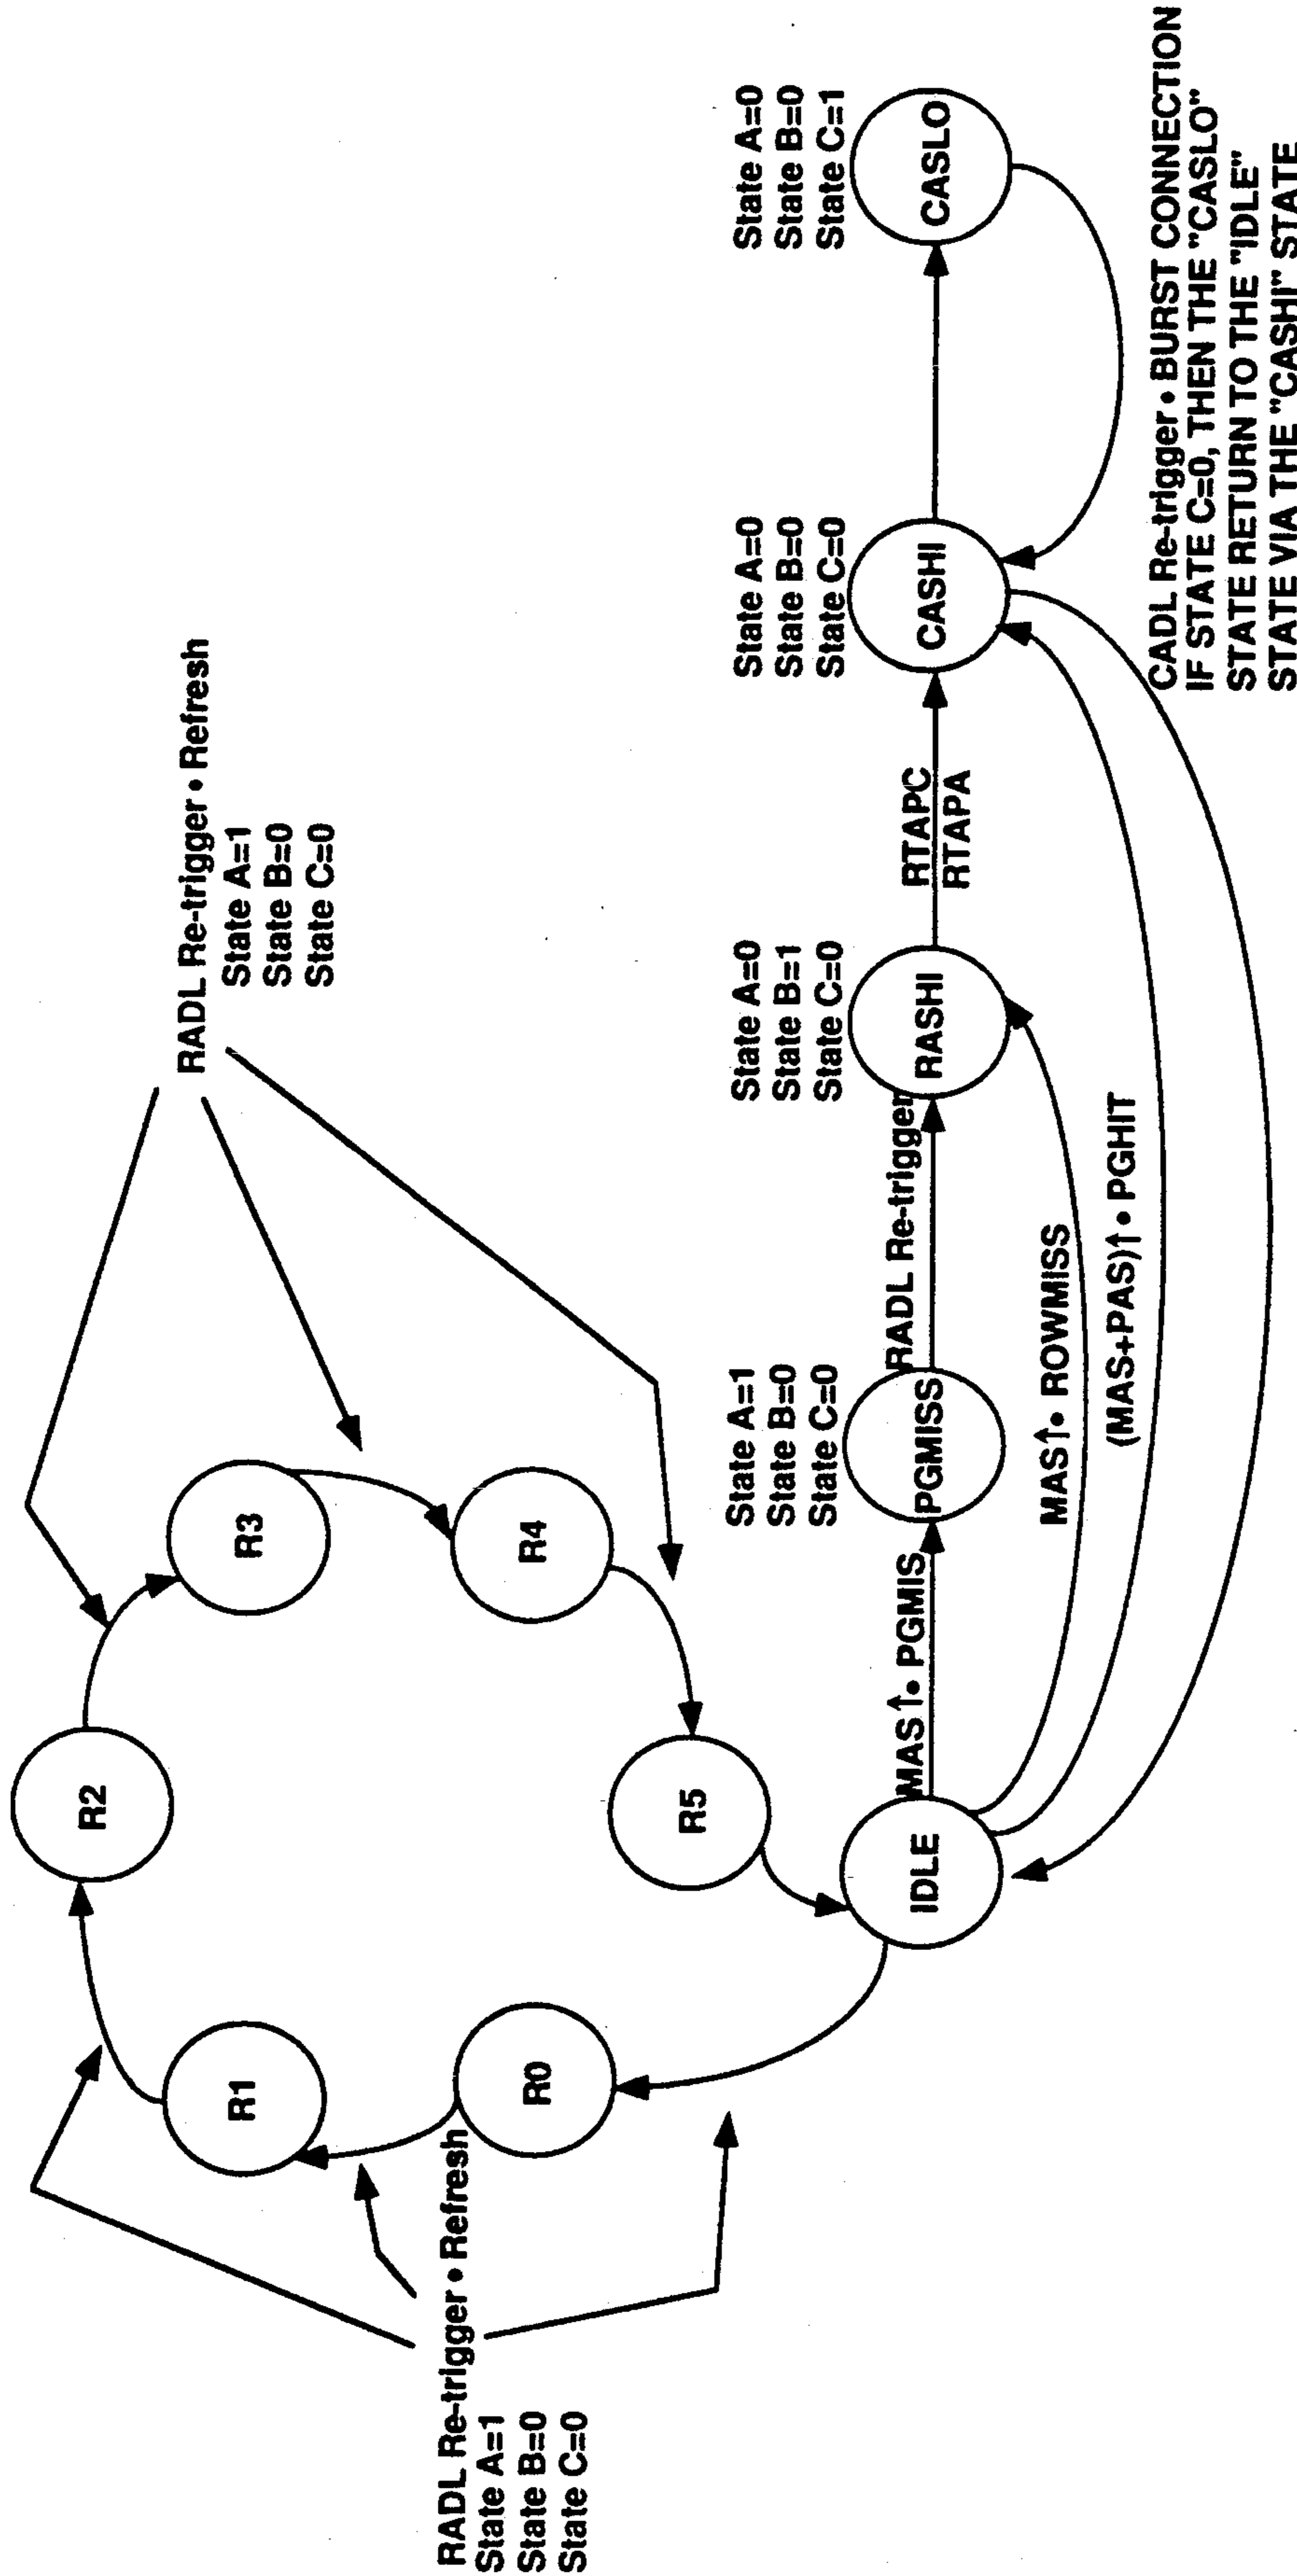 RADL Re-trigger • Refresh
State A=1
State B=0
State C=0
RADL Re-trigger • Refresh
State A=1
State B=0
State C=0
R2
R1
R3
R0
R4
R5
State A=1
State B=0
State C=0
State A=0
State B=1
State C=0
State A=0
State B=0
State C=0
State A=0
State B=0
State C=1
IDLE
MAS↑• PGMIS
PGMISS
RADL Re-trigger
RASHI
RTAPC
RTAPA
CASHI
CASLO
MAS↑• ROWMISS
(MAS+PAS)↑• PGHIT
CADL Re-trigger • BURST CONNECTION
IF STATE C=0, THEN THE "CASLO"
STATE RETURN TO THE "IDLE"
STATE VIA THE "CASHI" STATE